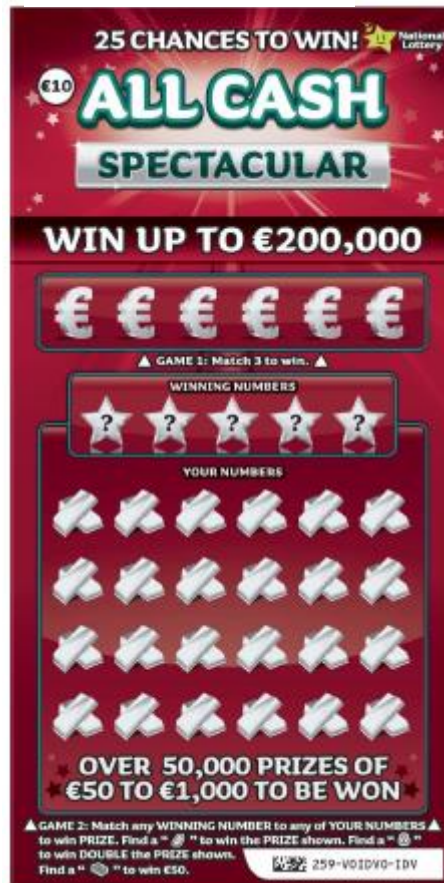 25 CHANCES TO WIN!
National
Lottery
€10
ALL CASH
SPECTACULAR
WIN UP TO €200,000
€ € € € € €
GAME 1: Match 3 to win.
WINNING NUMBERS
? ? ? ? ?
YOUR NUMBERS
OVER 50,000 PRIZES OF
€50 TO €1,000 TO BE WON
GAME 2: Match any WINNING NUMBER to any of YOUR NUMBERS
to win PRIZE. Find a " " to win the PRIZE shown. Find a " "
to win DOUBLE the PRIZE shown.
Find a " " to win €50.
259-VOIDVO-IDV